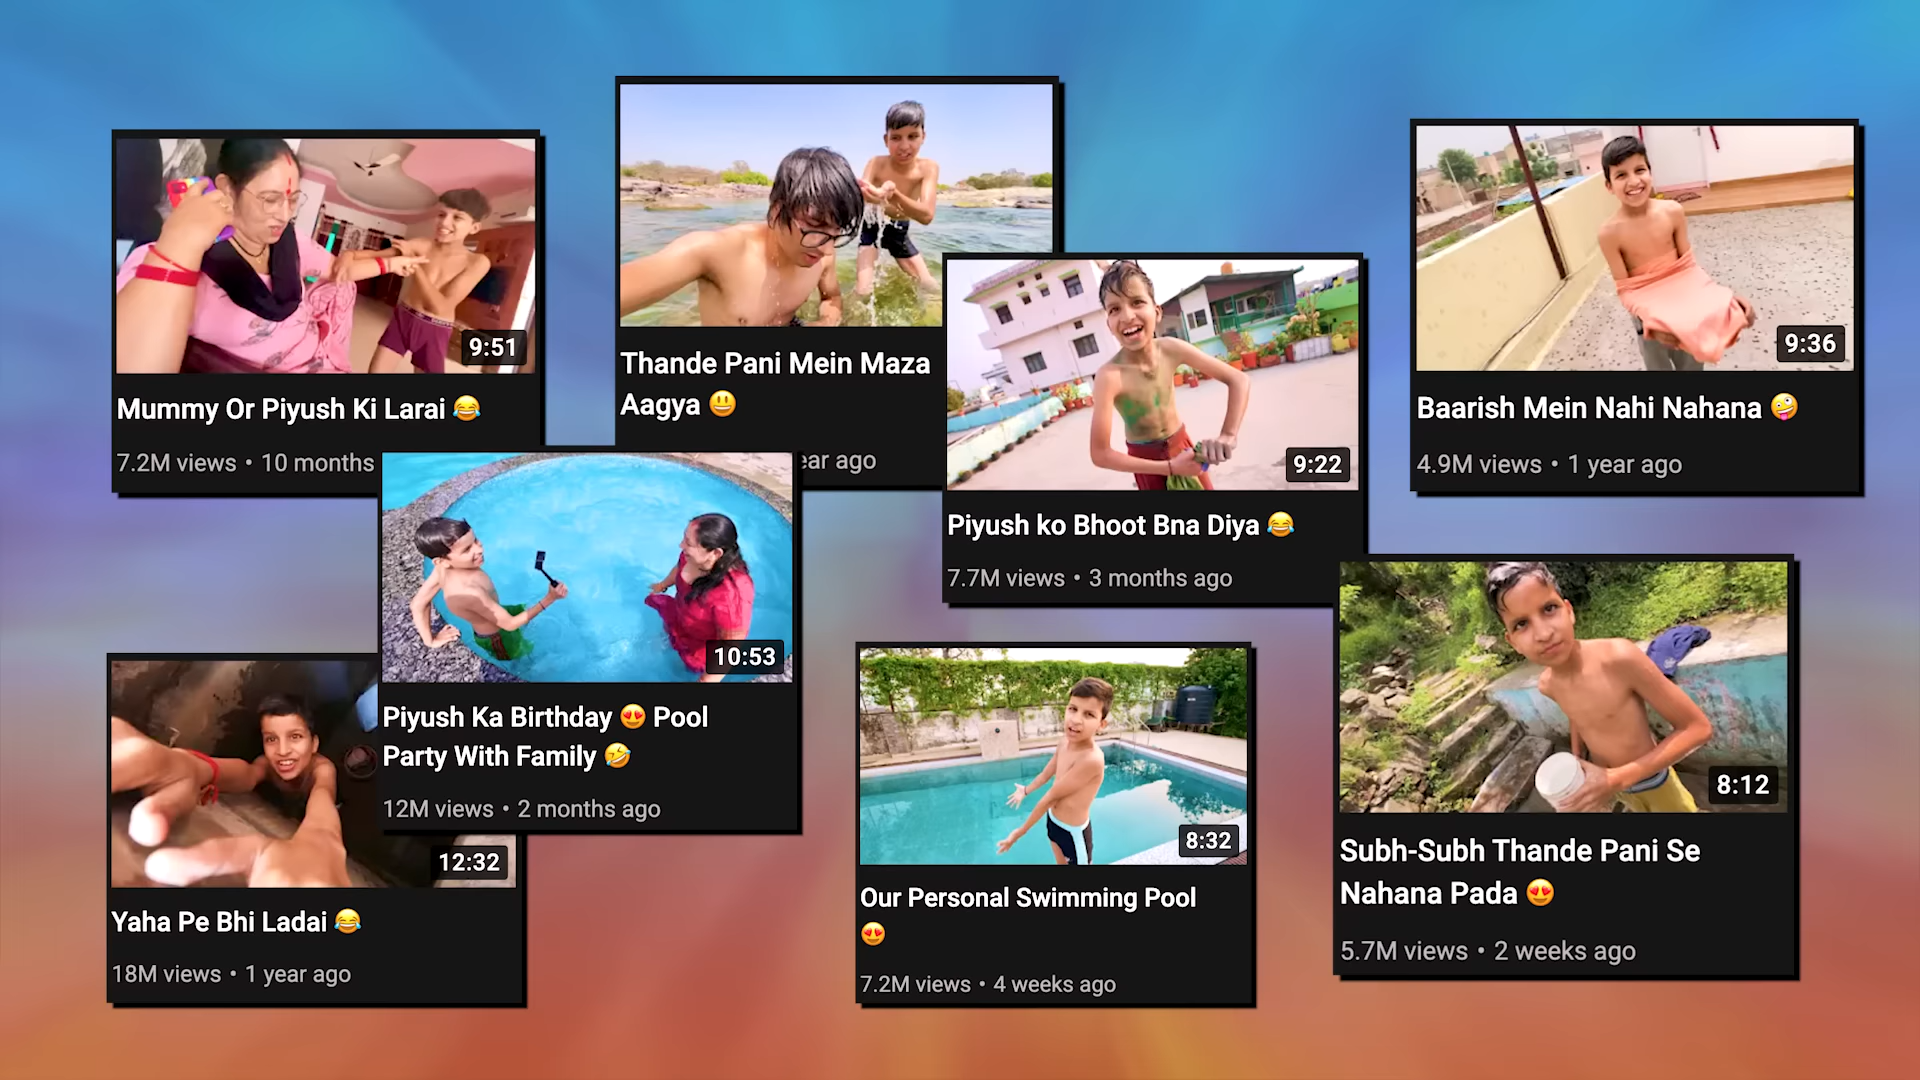 9:51
Mummy Or Piyush Ki Larai 😂
7.2M views • 10 months
Thande Pani Mein Maza
Aagya 😃
ear ago
9:22
Piyush ko Bhoot Bna Diya 😂
7.7M views • 3 months ago
9:36
Baarish Mein Nahi Nahana 🤪
4.9M views • 1 year ago
10:53
Piyush Ka Birthday 😍 Pool
Party With Family 🤣
12M views • 2 months ago
12:32
Yaha Pe Bhi Ladai 😂
18M views • 1 year ago
8:32
Our Personal Swimming Pool
😍
7.2M views • 4 weeks ago
8:12
Subh-Subh Thande Pani Se
Nahana Pada 😍
5.7M views • 2 weeks ago